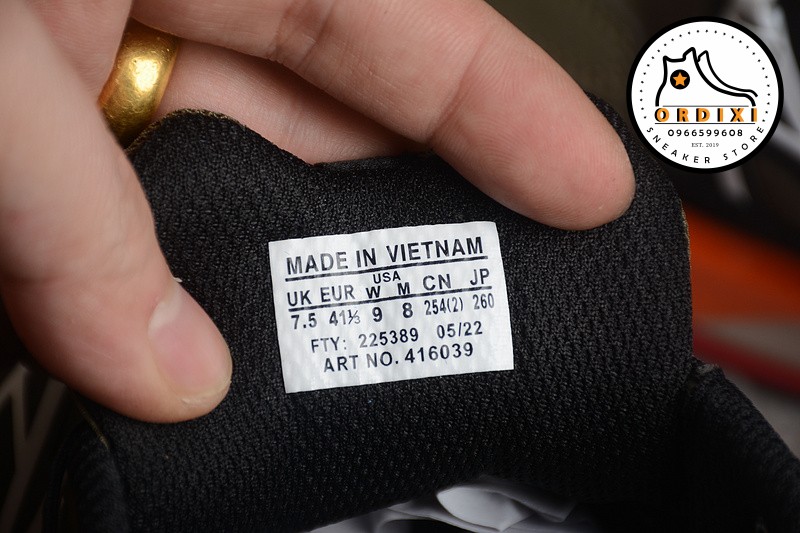 MADE IN VIETNAM
USA
UK EUR W M CN JP
7.5 41⅓ 9 8 254(2) 260
FTY: 225389 05/22
ART NO. 416039
ORDIXI
0966599608
EST. 2019
SNEAKER STORE